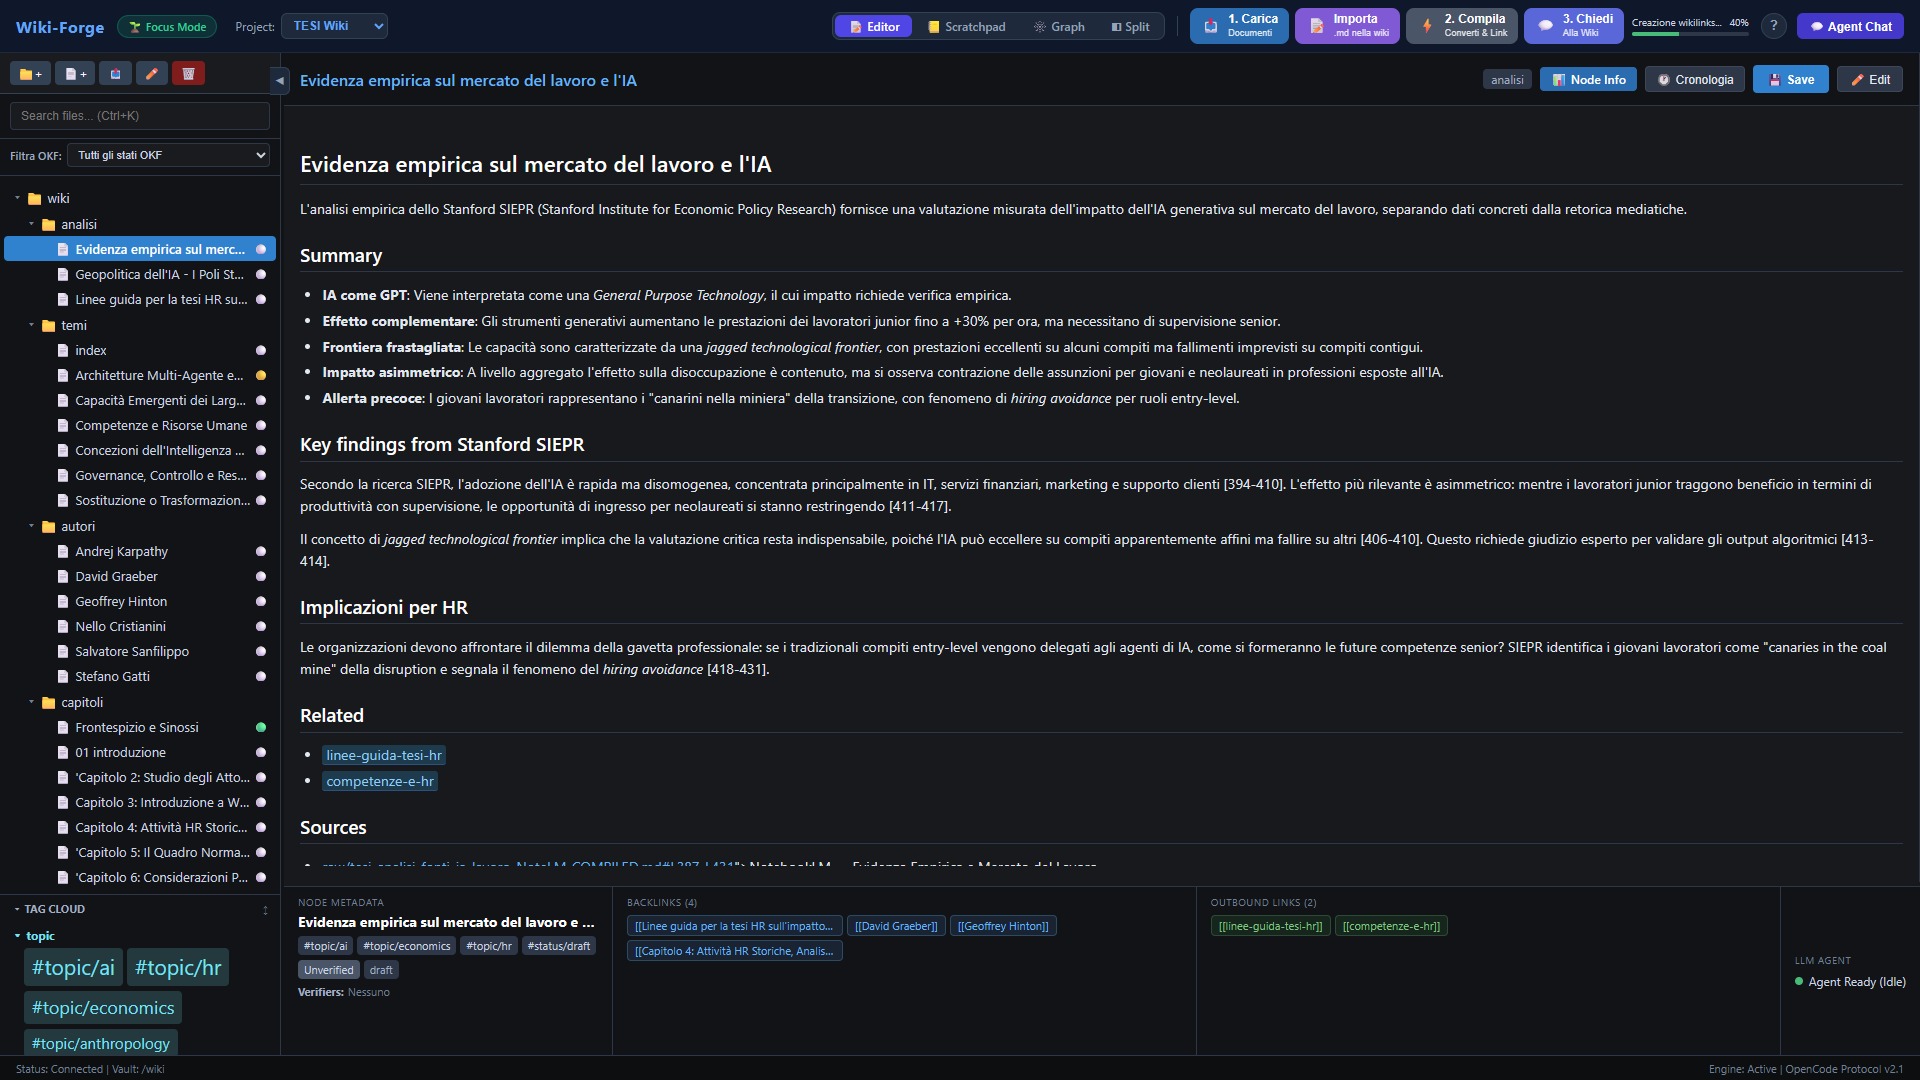 Wiki-Forge
Focus Mode
Project: TESI Wiki
Editor
Scratchpad
Graph
Split
1. Carica
Documenti
Importa
.md nella wiki
2. Compila
Converti & Link
3. Chiedi
Alla Wiki
Creazione wikilinks... 40%
?
Agent Chat
+
+
Search files... (Ctrl+K)
Filtra OKF: Tutti gli stati OKF
wiki
analisi
Evidenza empirica sul merc...
Geopolitica dell'IA - I Poli St...
Linee guida per la tesi HR su...
temi
index
Architetture Multi-Agente e...
Capacità Emergenti dei Larg...
Competenze e Risorse Umane
Concezioni dell'Intelligenza ...
Governance, Controllo e Res...
Sostituzione o Trasformazion...
autori
Andrej Karpathy
David Graeber
Geoffrey Hinton
Nello Cristianini
Salvatore Sanfilippo
Stefano Gatti
capitoli
Frontespizio e Sinossi
01 introduzione
'Capitolo 2: Studio degli Atto...
Capitolo 3: Introduzione a W...
Capitolo 4: Attività HR Storic...
'Capitolo 5: Il Quadro Norma...
'Capitolo 6: Considerazioni P...
TAG CLOUD
topic
#topic/ai #topic/hr
#topic/economics
#topic/anthropology
Evidenza empirica sul mercato del lavoro e l'IA
analisi
Node Info
Cronologia
Save
Edit
Evidenza empirica sul mercato del lavoro e l'IA
L'analisi empirica dello Stanford SIEPR (Stanford Institute for Economic Policy Research) fornisce una valutazione misurata dell'impatto dell'IA generativa sul mercato del lavoro, separando dati concreti dalla retorica mediatiche.
Summary
• IA come GPT: Viene interpretata come una General Purpose Technology, il cui impatto richiede verifica empirica.
• Effetto complementare: Gli strumenti generativi aumentano le prestazioni dei lavoratori junior fino a +30% per ora, ma necessitano di supervisione senior.
• Frontiera frastagliata: Le capacità sono caratterizzate da una jagged technological frontier, con prestazioni eccellenti su alcuni compiti ma fallimenti imprevisti su compiti contigui.
• Impatto asimmetrico: A livello aggregato l'effetto sulla disoccupazione è contenuto, ma si osserva contrazione delle assunzioni per giovani e neolaureati in professioni esposte all'IA.
• Allerta precoce: I giovani lavoratori rappresentano i "canarini nella miniera" della transizione, con fenomeno di hiring avoidance per ruoli entry-level.
Key findings from Stanford SIEPR
Secondo la ricerca SIEPR, l'adozione dell'IA è rapida ma disomogenea, concentrata principalmente in IT, servizi finanziari, marketing e supporto clienti [394-410]. L'effetto più rilevante è asimmetrico: mentre i lavoratori junior traggono beneficio in termini di
produttività con supervisione, le opportunità di ingresso per neolaureati si stanno restringendo [411-417].
Il concetto di jagged technological frontier implica che la valutazione critica resta indispensabile, poiché l'IA può eccellere su compiti apparentemente affini ma fallire su altri [406-410]. Questo richiede giudizio esperto per validare gli output algoritmici [413-
414].
Implicazioni per HR
Le organizzazioni devono affrontare il dilemma della gavetta professionale: se i tradizionali compiti entry-level vengono delegati agli agenti di IA, come si formeranno le future competenze senior? SIEPR identifica i giovani lavoratori come "canaries in the coal
mine" della disruption e segnala il fenomeno del hiring avoidance [418-431].
Related
• linee-guida-tesi-hr
• competenze-e-hr
Sources
NODE METADATA
Evidenza empirica sul mercato del lavoro e ...
#topic/ai #topic/economics #topic/hr #status/draft
Unverified draft
Verifiers: Nessuno
BACKLINKS (4)
[[Linee guida per la tesi HR sull'impatto... [[David Graeber]] [[Geoffrey Hinton]]
[[Capitolo 4: Attività HR Storiche, Analis...
OUTBOUND LINKS (2)
[[linee-guida-tesi-hr]] [[competenze-e-hr]]
LLM AGENT
Agent Ready (Idle)
Status: Connected | Vault: /wiki
Engine: Active | OpenCode Protocol v2.1